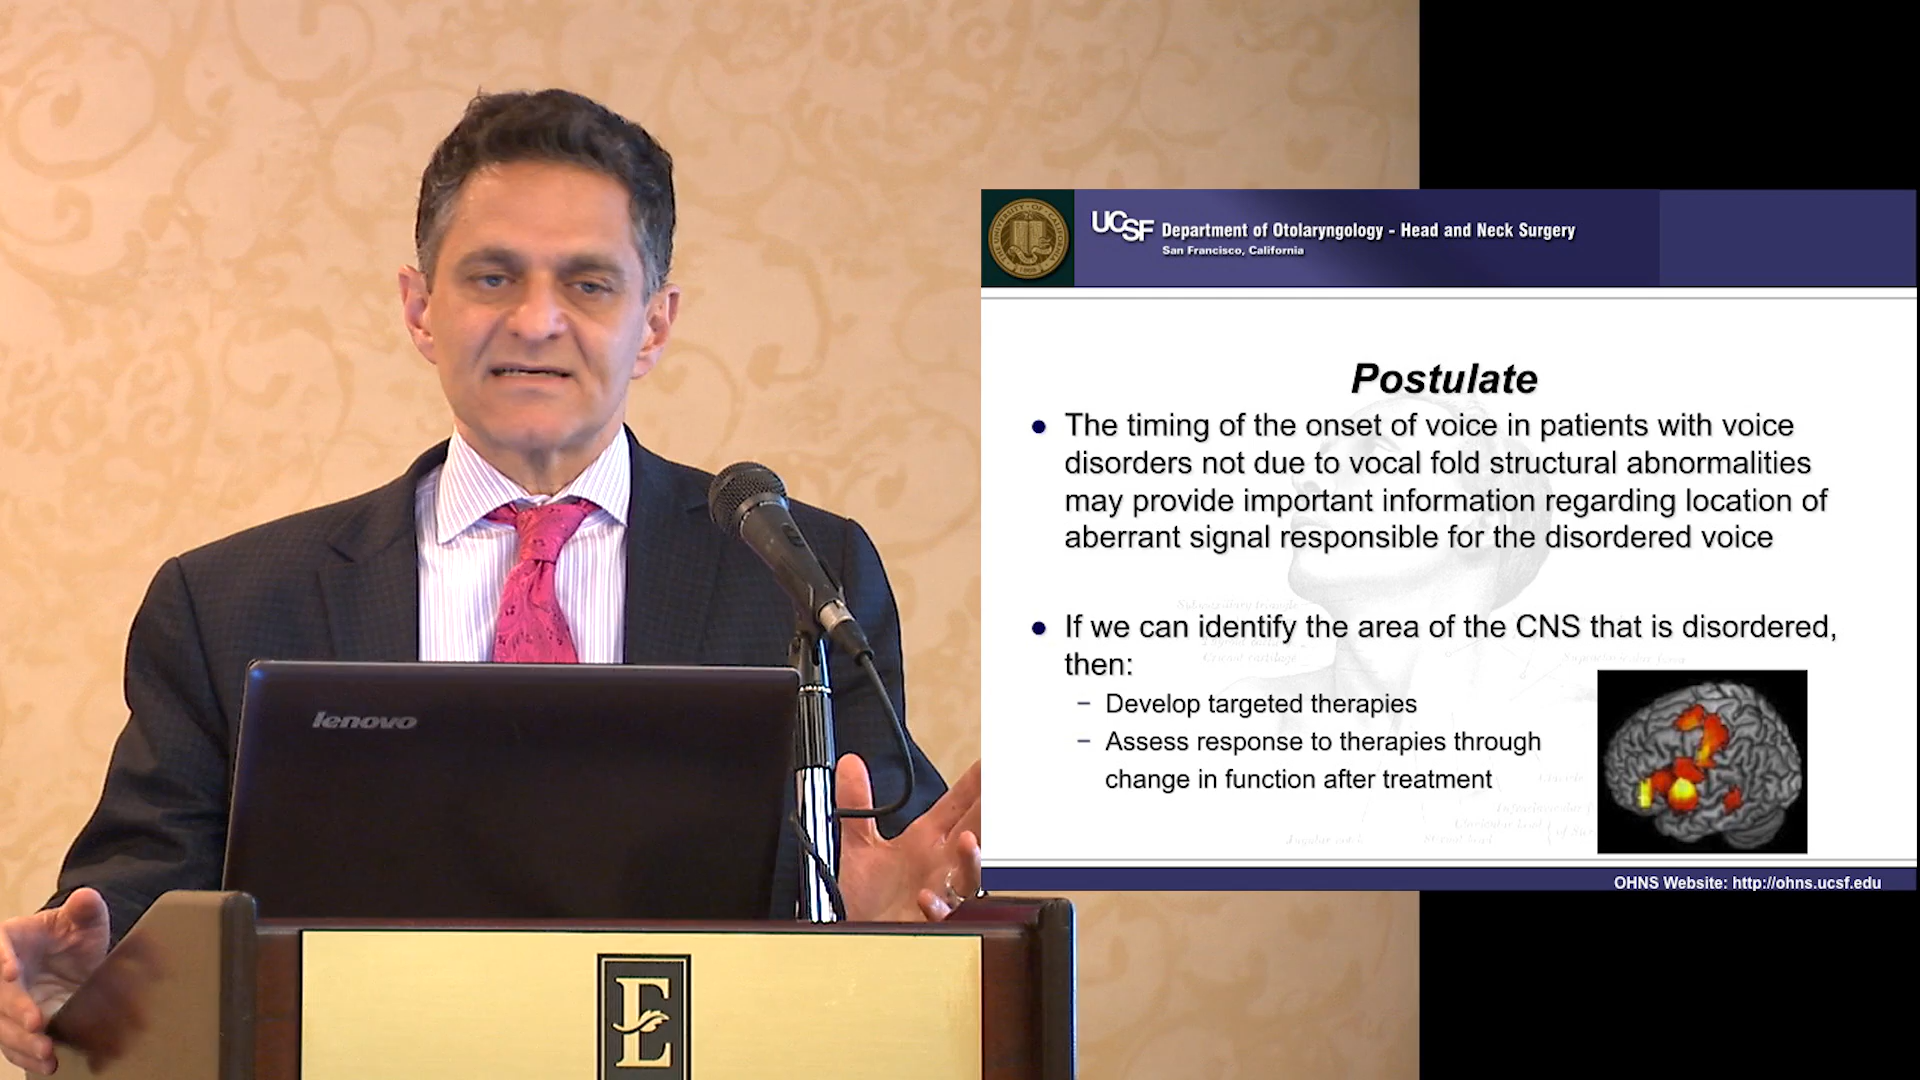 lenovo
E
UCSF Department of Otolaryngology - Head and Neck Surgery
San Francisco, California
Postulate
● The timing of the onset of voice in patients with voice
disorders not due to vocal fold structural abnormalities
may provide important information regarding location of
aberrant signal responsible for the disordered voice
● If we can identify the area of the CNS that is disordered,
then:
– Develop targeted therapies
– Assess response to therapies through
change in function after treatment
OHNS Website: http://ohns.ucsf.edu